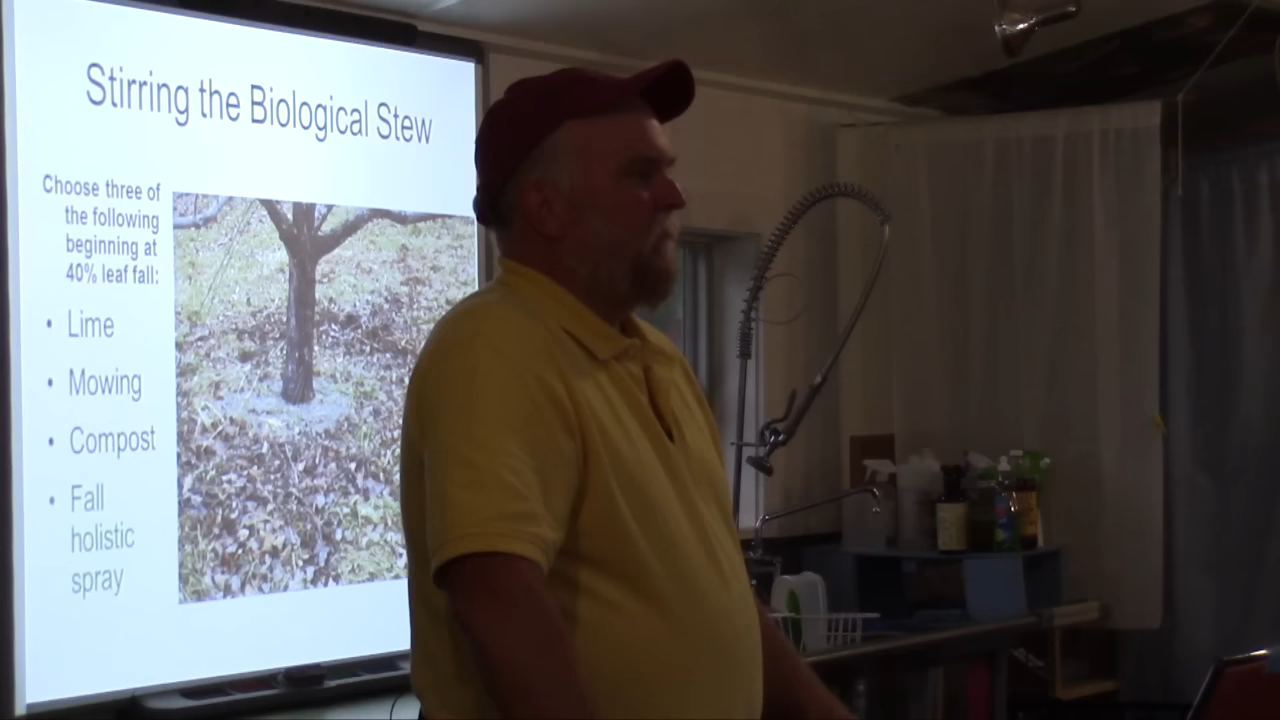 Stirring the Biological Stew
Choose three of
the following
beginning at
40% leaf fall:
• Lime
• Mowing
• Compost
• Fall
holistic
spray